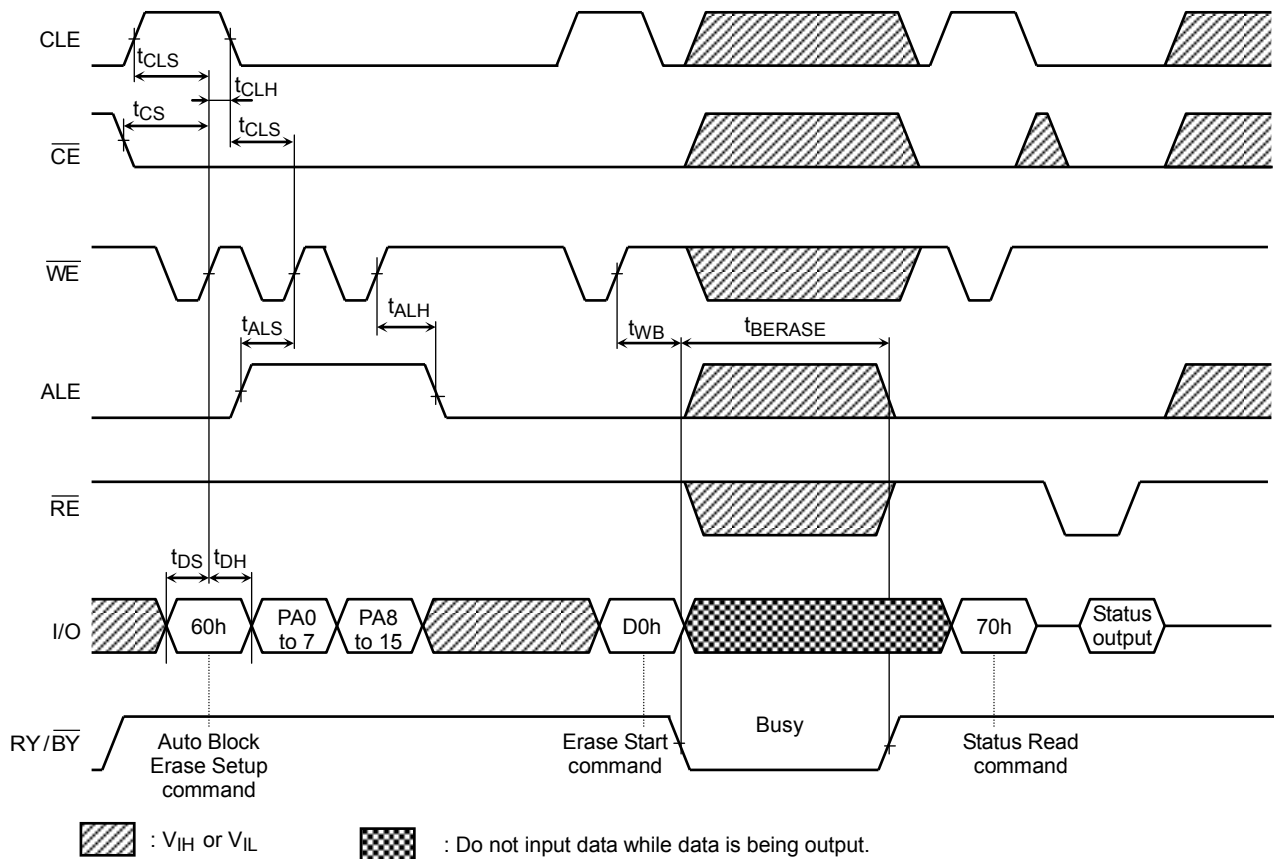 CLE
tCLS
tCLH
tCS
tCLS
CE
WE
tALS
tALH
tWB
tBERASE
ALE
RE
tDS
tDH
I/O
60h
PA0
to 7
PA8
to 15
D0h
70h
Status
output
RY/BY
Busy
Auto Block
Erase Setup
command
Erase Start
command
Status Read
command
: VIH or VIL
: Do not input data while data is being output.